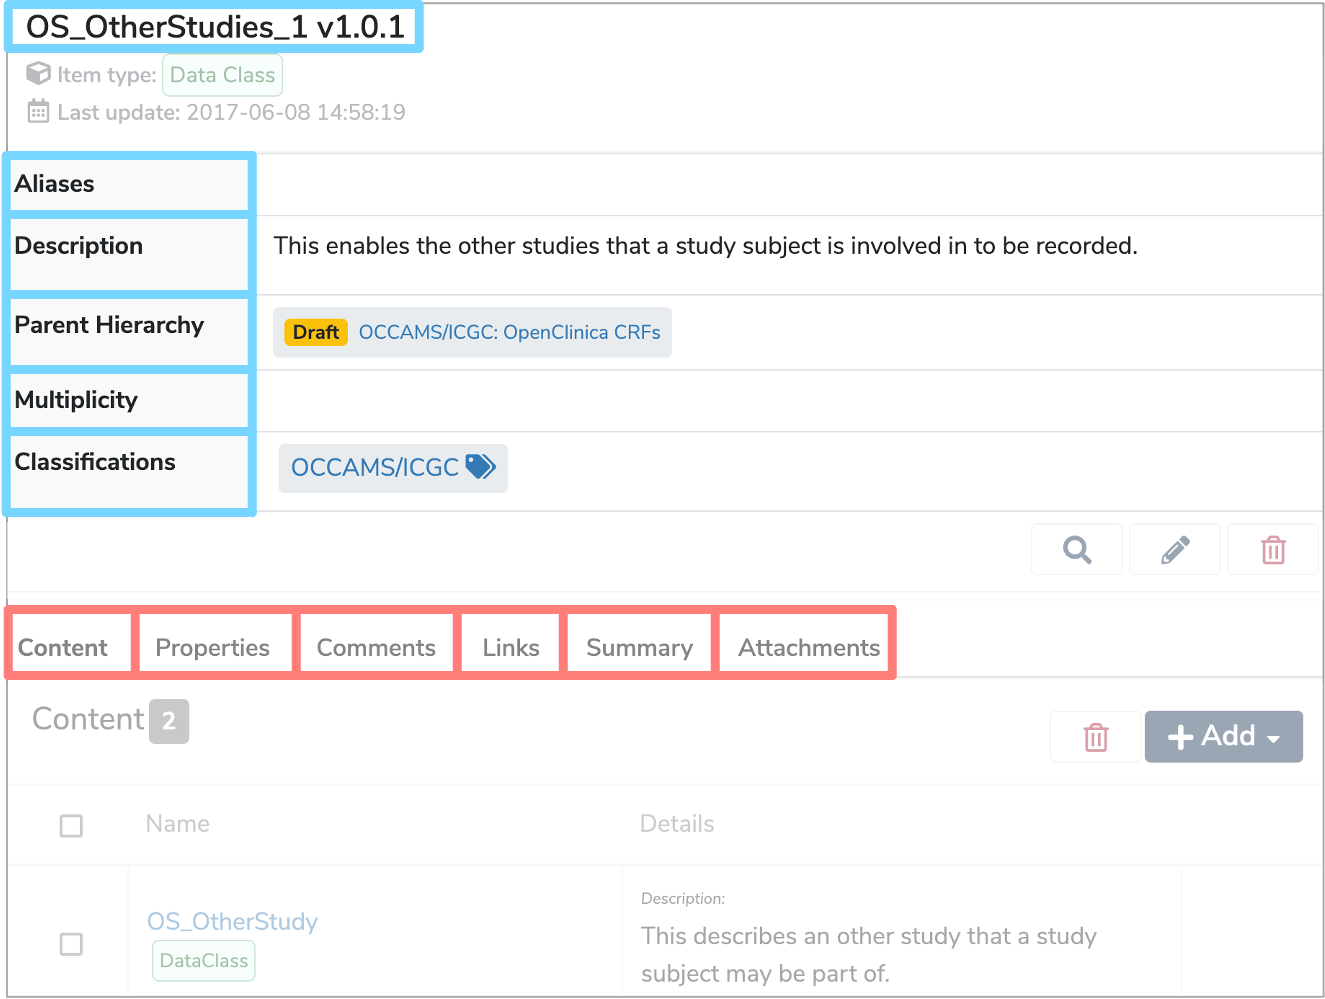 OS_OtherStudies_1 v1.0.1
Item type: Data Class
Last update: 2017-06-08 14:58:19
Aliases
Description This enables the other studies that a study subject is involved in to be recorded.
Parent Hierarchy Draft OCCAMS/ICGC: OpenClinica CRFs
Multiplicity
Classifications OCCAMS/ICGC
Content Properties Comments Links Summary Attachments
Content 2
Add
Name Details
Description:
OS_OtherStudy
This describes an other study that a study
DataClass
subject may be part of.